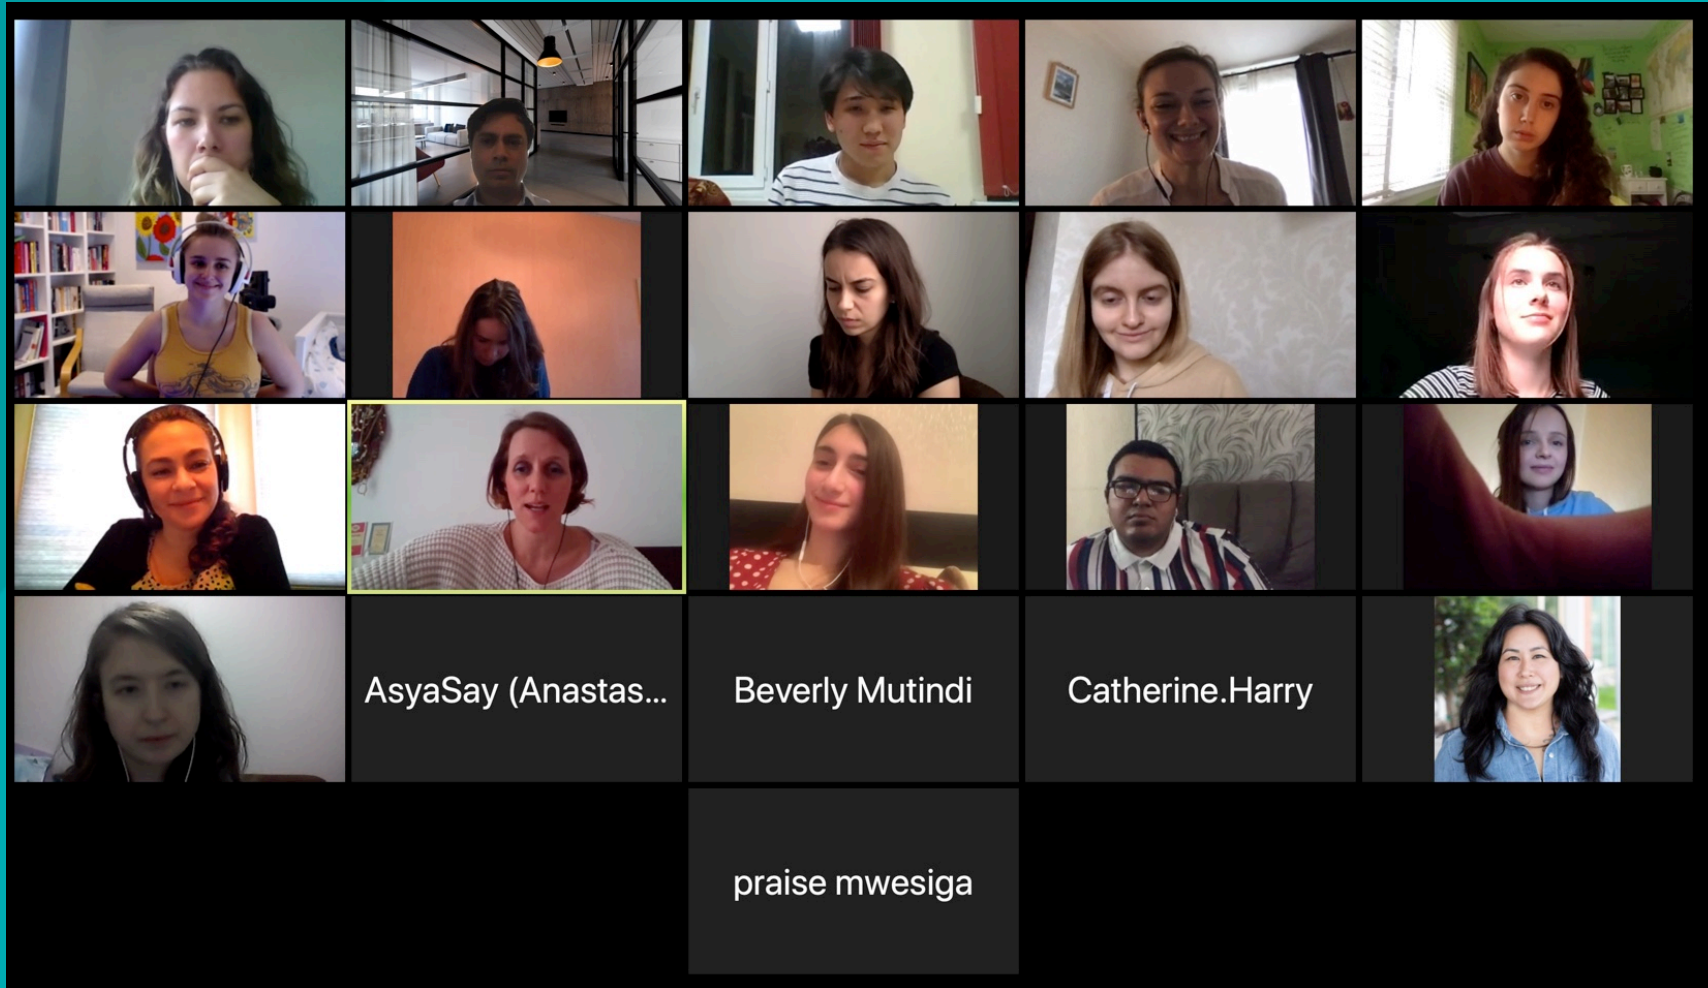 AsyaSay (Anastas...
Beverly Mutindi
Catherine.Harry
praise mwesiga